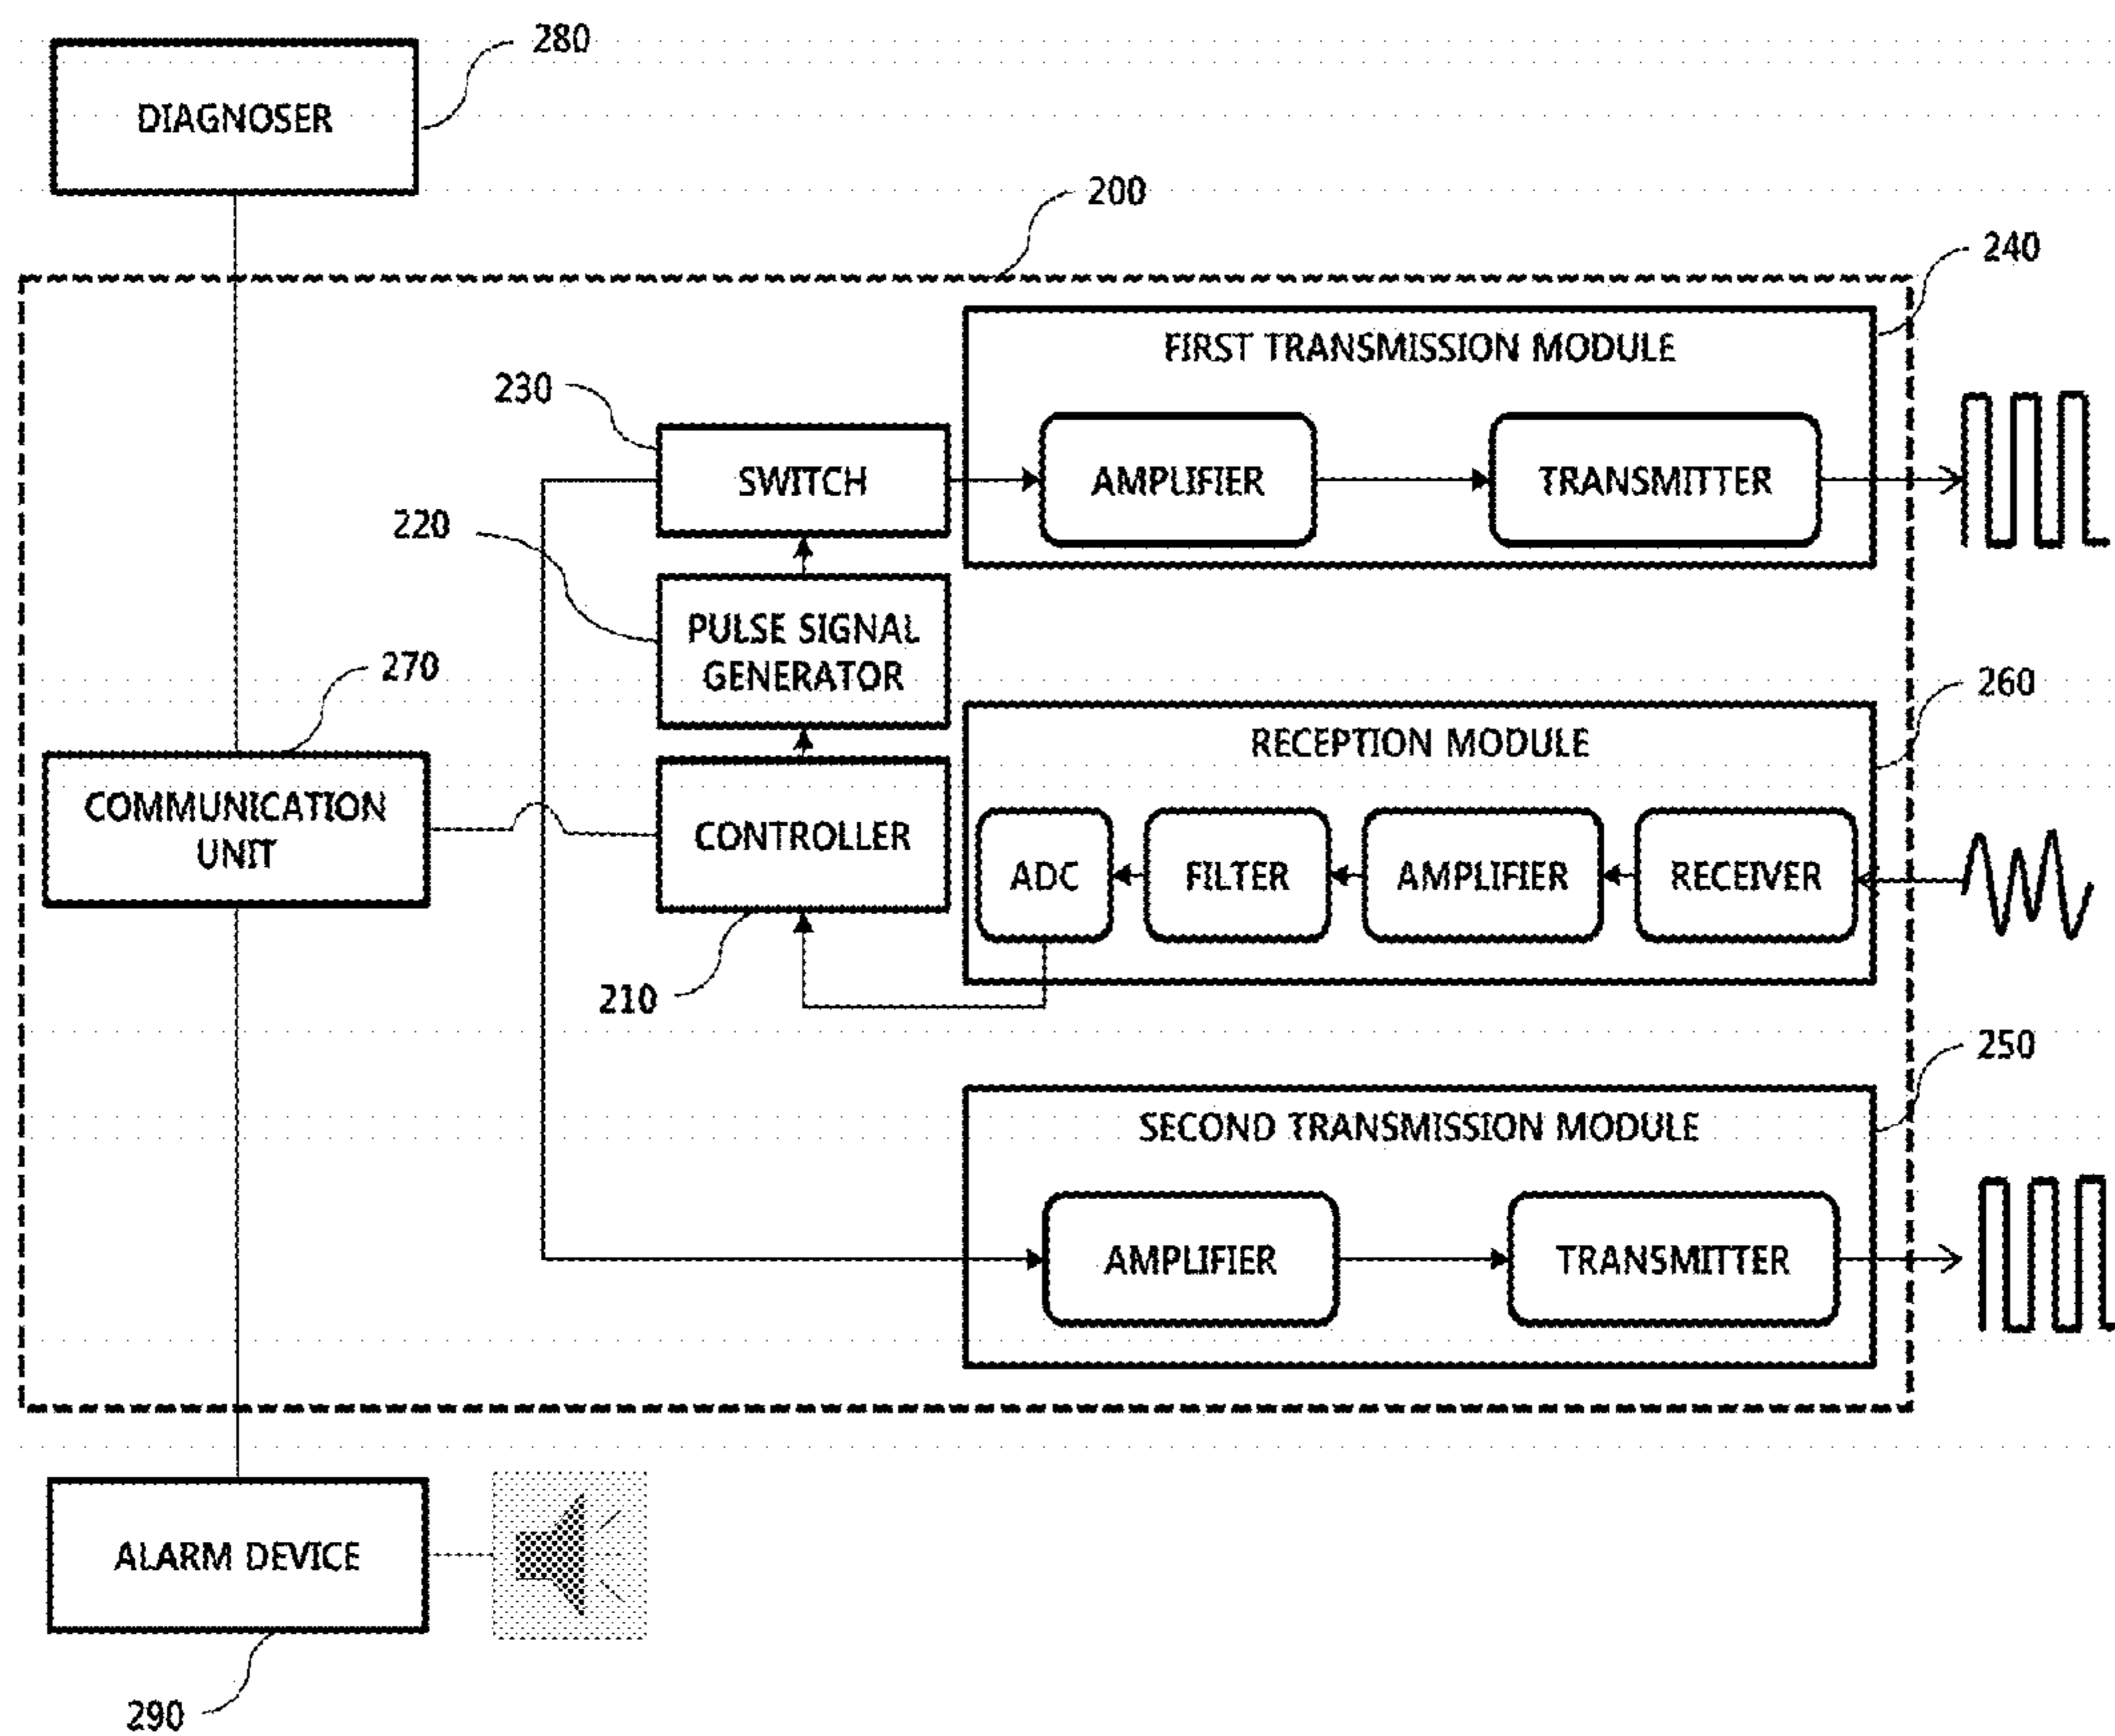 280
DIAGNOSER
200
240
FIRST TRANSMISSION MODULE
230
SWITCH
AMPLIFIER
TRANSMITTER
220
PULSE SIGNAL
GENERATOR
270
260
RECEPTION MODULE
COMMUNICATION
UNIT
CONTROLLER
ADC
FILTER
AMPLIFIER
RECEIVER
210
250
SECOND TRANSMISSION MODULE
AMPLIFIER
TRANSMITTER
ALARM DEVICE
290